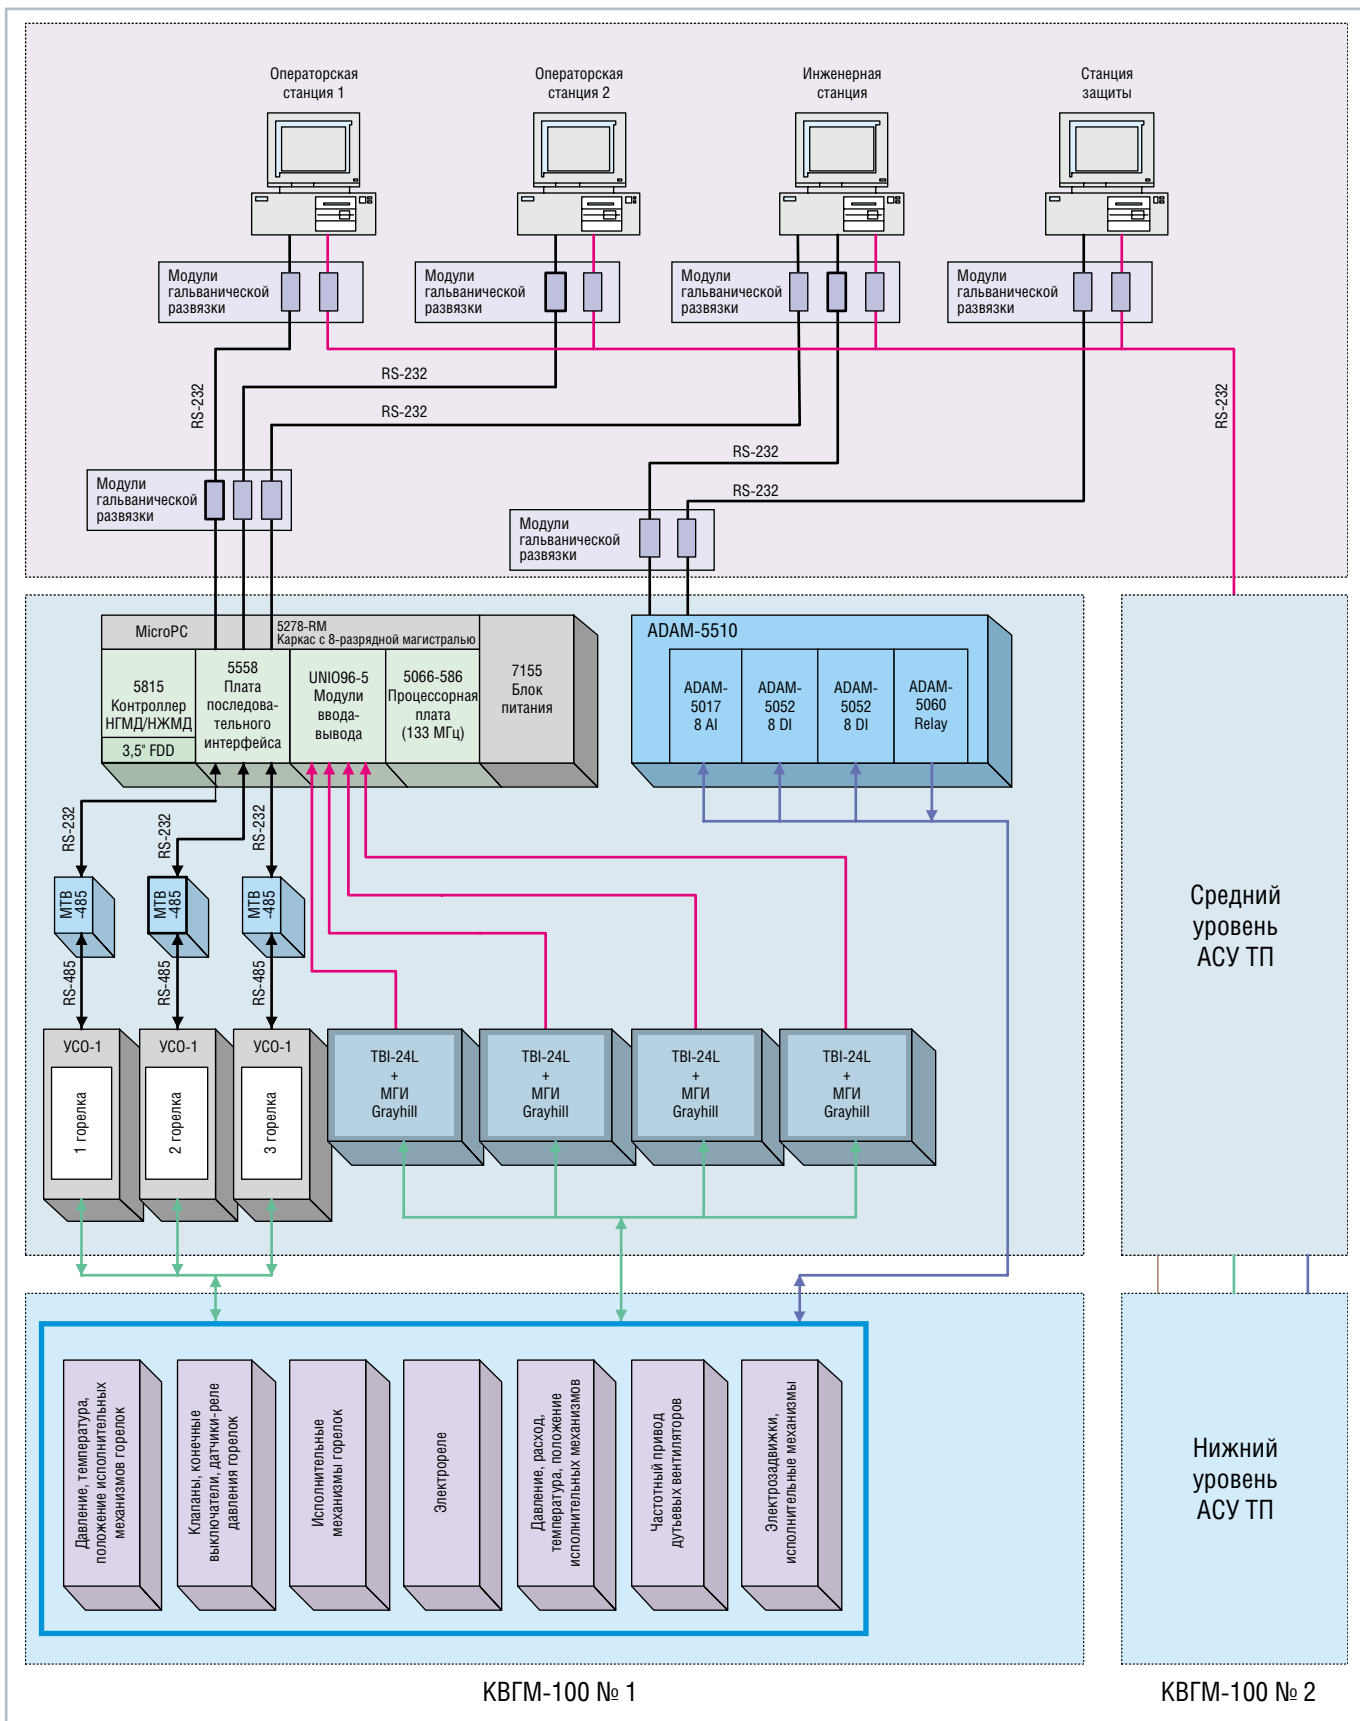 Операторская
станция 1
Операторская
станция 2
Инженерная
станция
Станция
защиты
Модули
гальванической
развязки
Модули
гальванической
развязки
Модули
гальванической
развязки
Модули
гальванической
развязки
RS-232
RS-232
RS-232
RS-232
RS-232
RS-232
Модули
гальванической
развязки
Модули
гальванической
развязки
MicroPC
5278-RM
Каркас с 8-разрядной магистралью
5815
Контроллер
НГМД/НЖМД
3,5" FDD
5558
Плата
последова-
тельного
интерфейса
UNIO96-5
Модули
ввода-
вывода
5066-586
Процессорная
плата
(133 МГц)
7155
Блок
питания
ADAM-5510
ADAM-
5017
8 AI
ADAM-
5052
8 DI
ADAM-
5052
8 DI
ADAM-
5060
Relay
RS-232
RS-232
RS-232
МТВ
-485
МТВ
-485
МТВ
-485
RS-485
RS-485
RS-485
УСО-1
1 горелка
УСО-1
2 горелка
УСО-1
3 горелка
TBI-24L
+
МГИ
Grayhill
TBI-24L
+
МГИ
Grayhill
TBI-24L
+
МГИ
Grayhill
TBI-24L
+
МГИ
Grayhill
Средний
уровень
АСУ ТП
Давление, температура,
положение исполнительных
механизмов горелок
Клапаны, конечные
выключатели, датчики-реле
давления горелок
Исполнительные
механизмы горелок
Электрореле
Давление, расход,
температура, положение
исполнительных механизмов
Частотный привод
дутьевых вентиляторов
Электрозадвижки,
исполнительные механизмы
Нижний
уровень
АСУ ТП
КВГМ-100 № 1
КВГМ-100 № 2